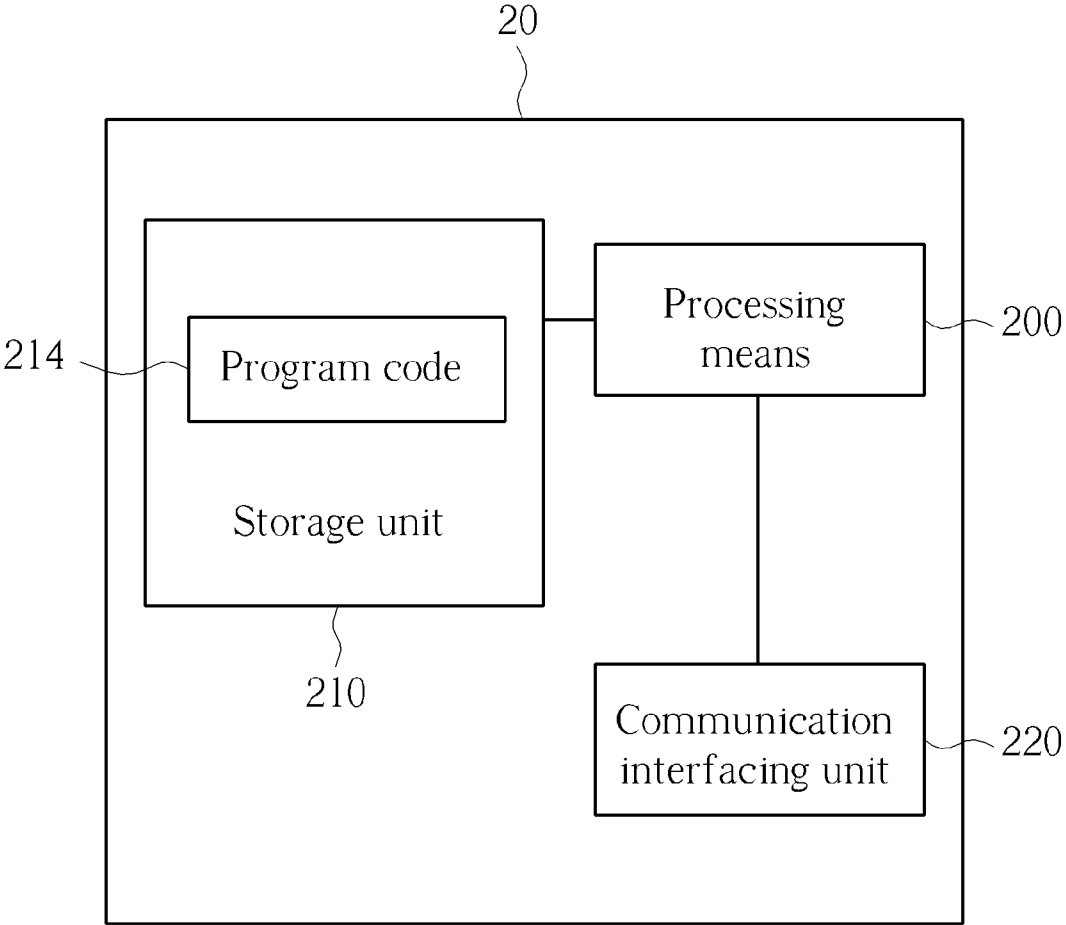 20
Processing
means
200
214
Program code
Storage unit
210
Communication
interfacing unit
220